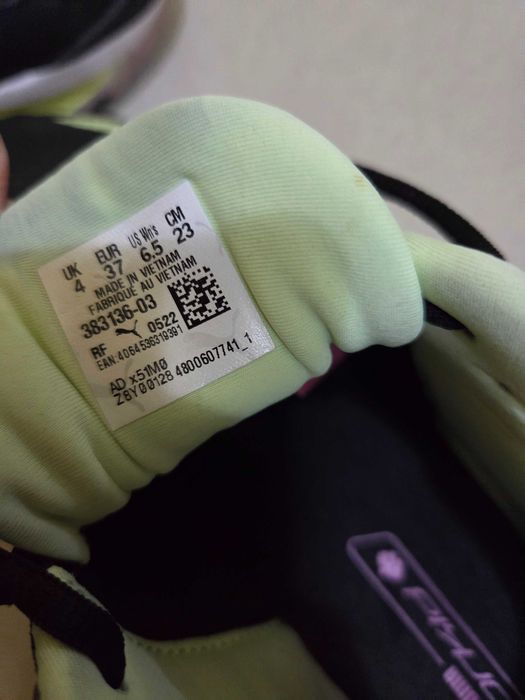 UK EUR US Wn's CM
4 37 6.5 23
MADE IN VIETNAM
FABRIQUÉ AU VIETNAM
383136-03
RF 0522
EAN:4064536319391
AD x51M0
Z8Y00128 4800607741_1